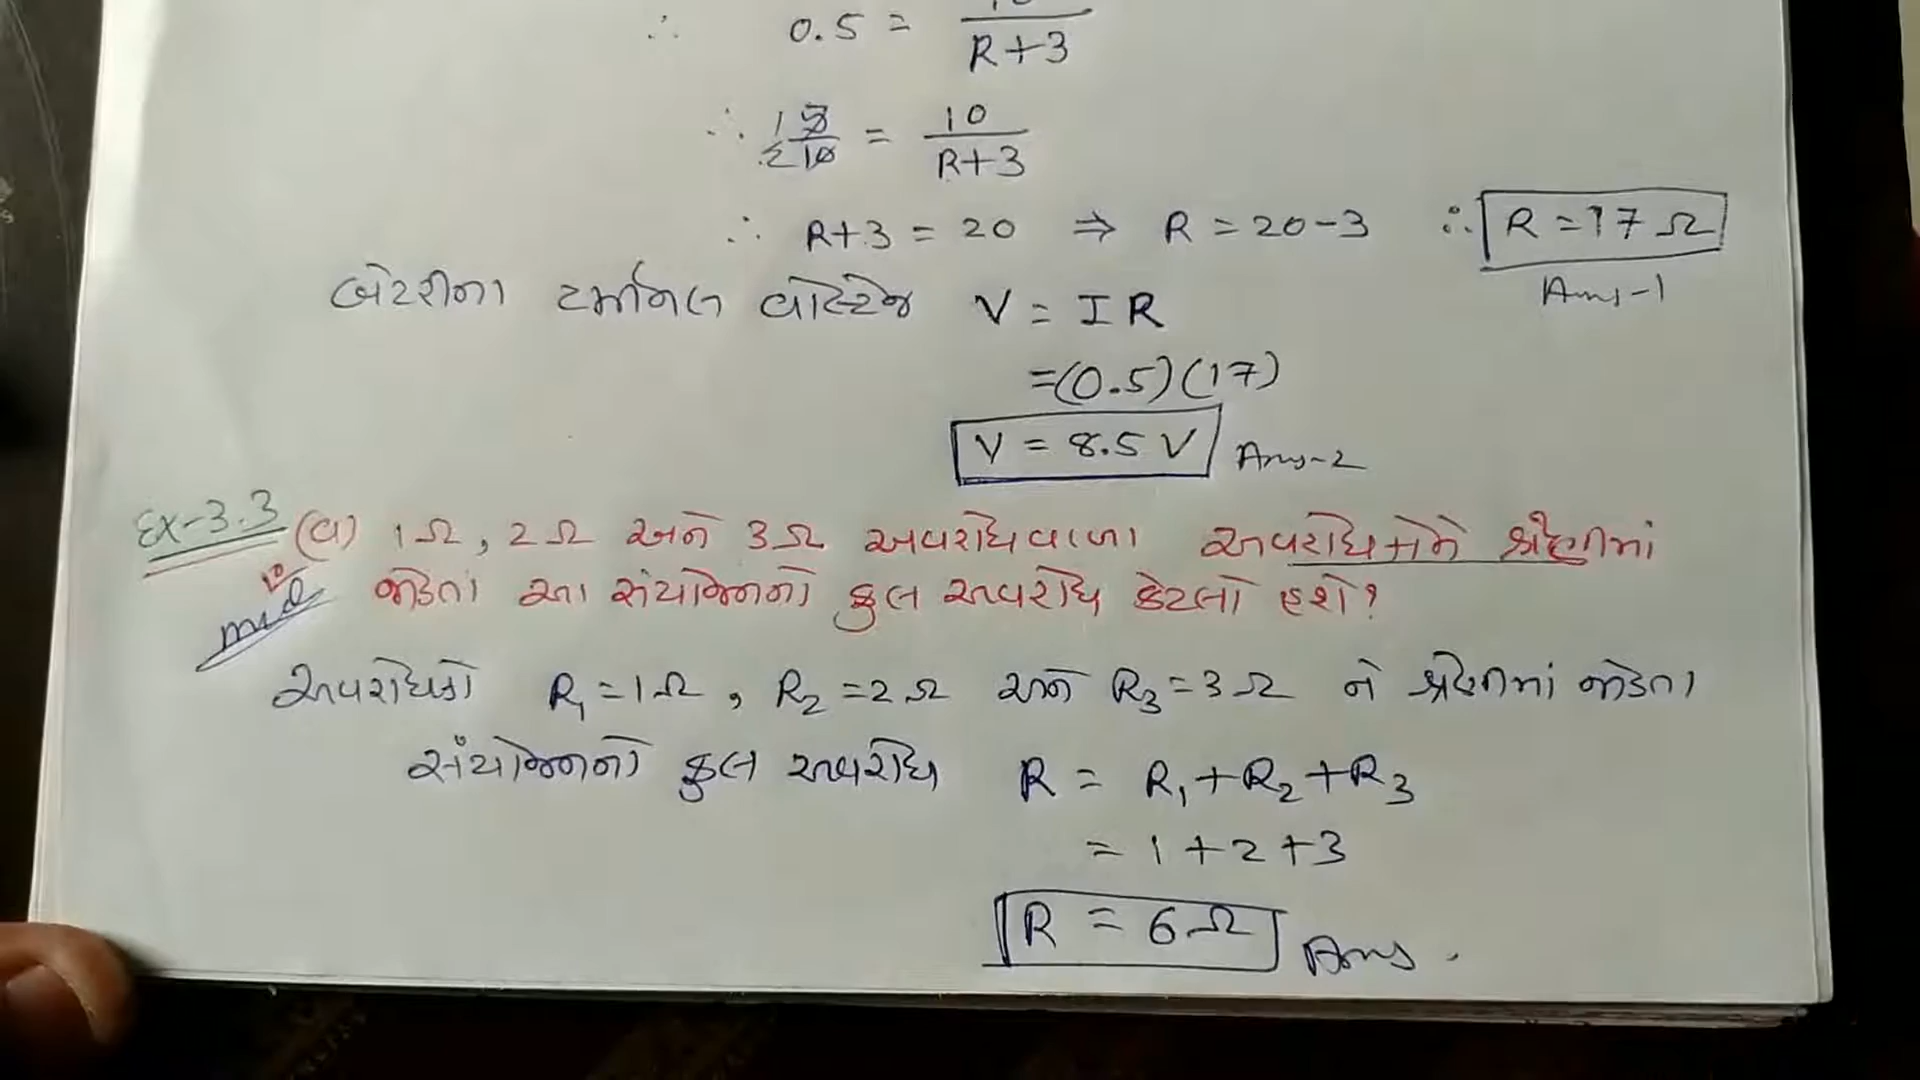 ∴ 0.5 = 10/R+3
∴ 15/210 = 10/R+3
∴ R+3 = 20 ⇒ R = 20-3 ∴ R = 17 Ω
Ans-1
બેટરીના ટર્મિનલ વોલ્ટેજ V = IR
=(0.5)(17)
V = 8.5 V Ans-2
Ex-3.3 (a) 1Ω, 2Ω અને 3Ω અવરોધવાળા અવરોધકોને શ્રેણીમાં
જોડતાં આ સંયોજનનો કુલ અવરોધ કેટલો હશે?
અવરોધકો R₁ = 1Ω, R₂ = 2Ω અને R₃ = 3Ω ને શ્રેણીમાં જોડતા
સંયોજનનો કુલ અવરોધ R = R₁ + R₂ + R₃
= 1 + 2 + 3
R = 6Ω Ans.